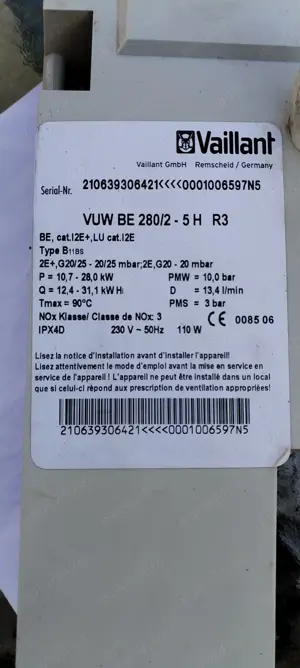 Vaillant
Vaillant GmbH Remscheid / Germany
Serial-Nr. 210639306421<<<<0001006597N5
VUW BE 280/2 - 5 H R3
BE, cat.I2E+,LU cat.I2E
Type B11BS
2E+,G20/25 - 20/25 mbar;2E,G20 - 20 mbar
P = 10,7 - 28,0 kW PMW = 10,0 bar
Q = 12,4 - 31,1 kW Hi D = 13,4 l/min
Tmax = 90°C PMS = 3 bar
NOx Klasse/ Classe de NOx: 3 CE 0085 06
IPX4D 230 V ~ 50Hz 110 W
Lisez la notice d'installation avant d'installer l'appareil!
Lisez attentivement le mode d'emploi avant la mise en service en
service de l'appareil ! L'appareil ne peut être installé dans un local
que si celui-ci répond aux prescription de ventilation appropriées!
210639306421<<<<0001006597N5